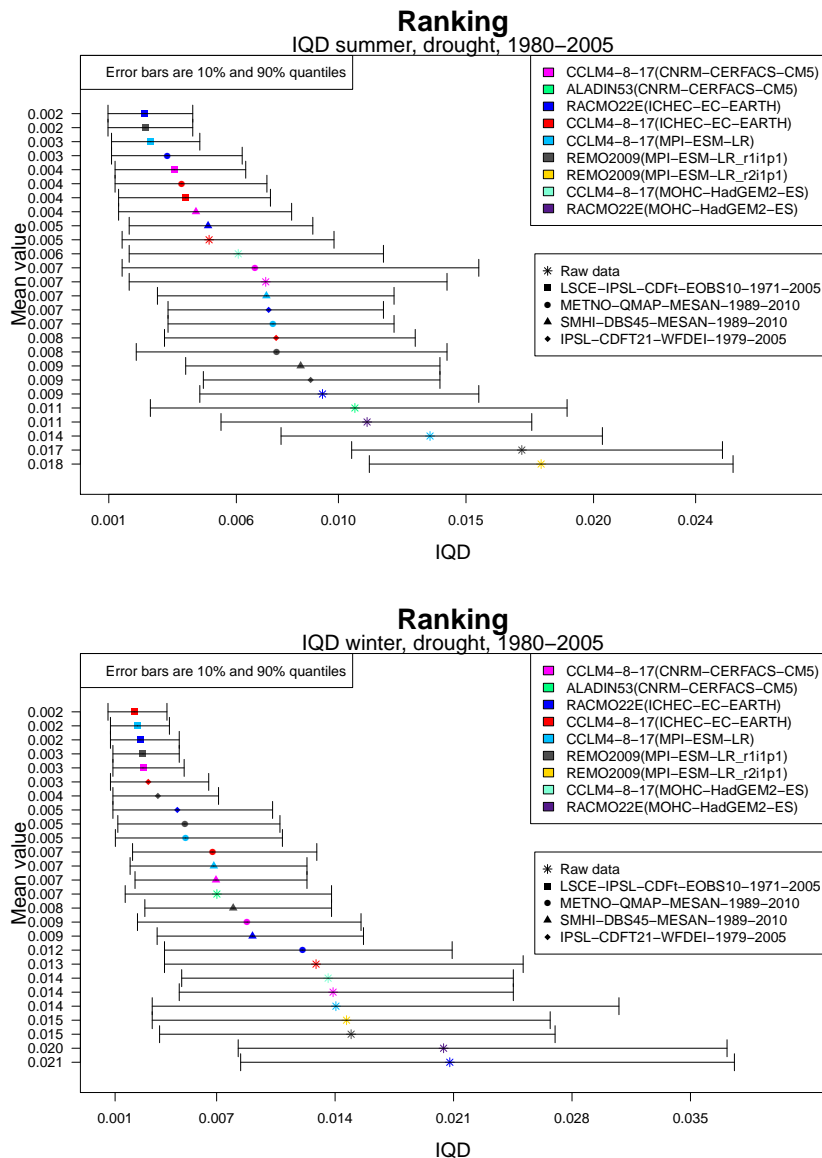 Ranking
IQD summer, drought, 1980−2005
Error bars are 10% and 90% quantiles
CCLM4−8−17(CNRM−CERFACS−CM5)
ALADIN53(CNRM−CERFACS−CM5)
RACMO22E(ICHEC−EC−EARTH)
CCLM4−8−17(ICHEC−EC−EARTH)
CCLM4−8−17(MPI−ESM−LR)
REMO2009(MPI−ESM−LR_r1i1p1)
REMO2009(MPI−ESM−LR_r2i1p1)
CCLM4−8−17(MOHC−HadGEM2−ES)
RACMO22E(MOHC−HadGEM2−ES)
Raw data
LSCE−IPSL−CDFt−EOBS10−1971−2005
METNO−QMAP−MESAN−1989−2010
SMHI−DBS45−MESAN−1989−2010
IPSL−CDFT21−WFDEI−1979−2005
Mean value
0.002
0.002
0.003
0.003
0.004
0.004
0.004
0.004
0.005
0.005
0.006
0.007
0.007
0.007
0.007
0.007
0.008
0.008
0.009
0.009
0.009
0.011
0.011
0.014
0.017
0.018
0.001 0.006 0.010 0.015 0.020 0.024
IQD
Ranking
IQD winter, drought, 1980−2005
Error bars are 10% and 90% quantiles
CCLM4−8−17(CNRM−CERFACS−CM5)
ALADIN53(CNRM−CERFACS−CM5)
RACMO22E(ICHEC−EC−EARTH)
CCLM4−8−17(ICHEC−EC−EARTH)
CCLM4−8−17(MPI−ESM−LR)
REMO2009(MPI−ESM−LR_r1i1p1)
REMO2009(MPI−ESM−LR_r2i1p1)
CCLM4−8−17(MOHC−HadGEM2−ES)
RACMO22E(MOHC−HadGEM2−ES)
Raw data
LSCE−IPSL−CDFt−EOBS10−1971−2005
METNO−QMAP−MESAN−1989−2010
SMHI−DBS45−MESAN−1989−2010
IPSL−CDFT21−WFDEI−1979−2005
Mean value
0.002
0.002
0.002
0.003
0.003
0.003
0.004
0.005
0.005
0.005
0.007
0.007
0.007
0.007
0.008
0.009
0.009
0.012
0.013
0.014
0.014
0.014
0.015
0.015
0.020
0.021
0.001 0.007 0.014 0.021 0.028 0.035
IQD